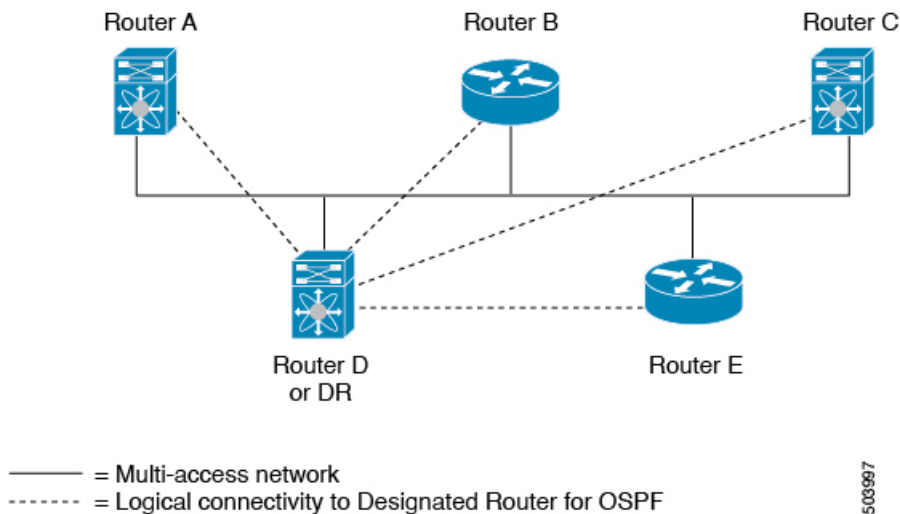 Router A
Router B
Router C
Router D
or DR
Router E
= Multi-access network
= Logical connectivity to Designated Router for OSPF
503997